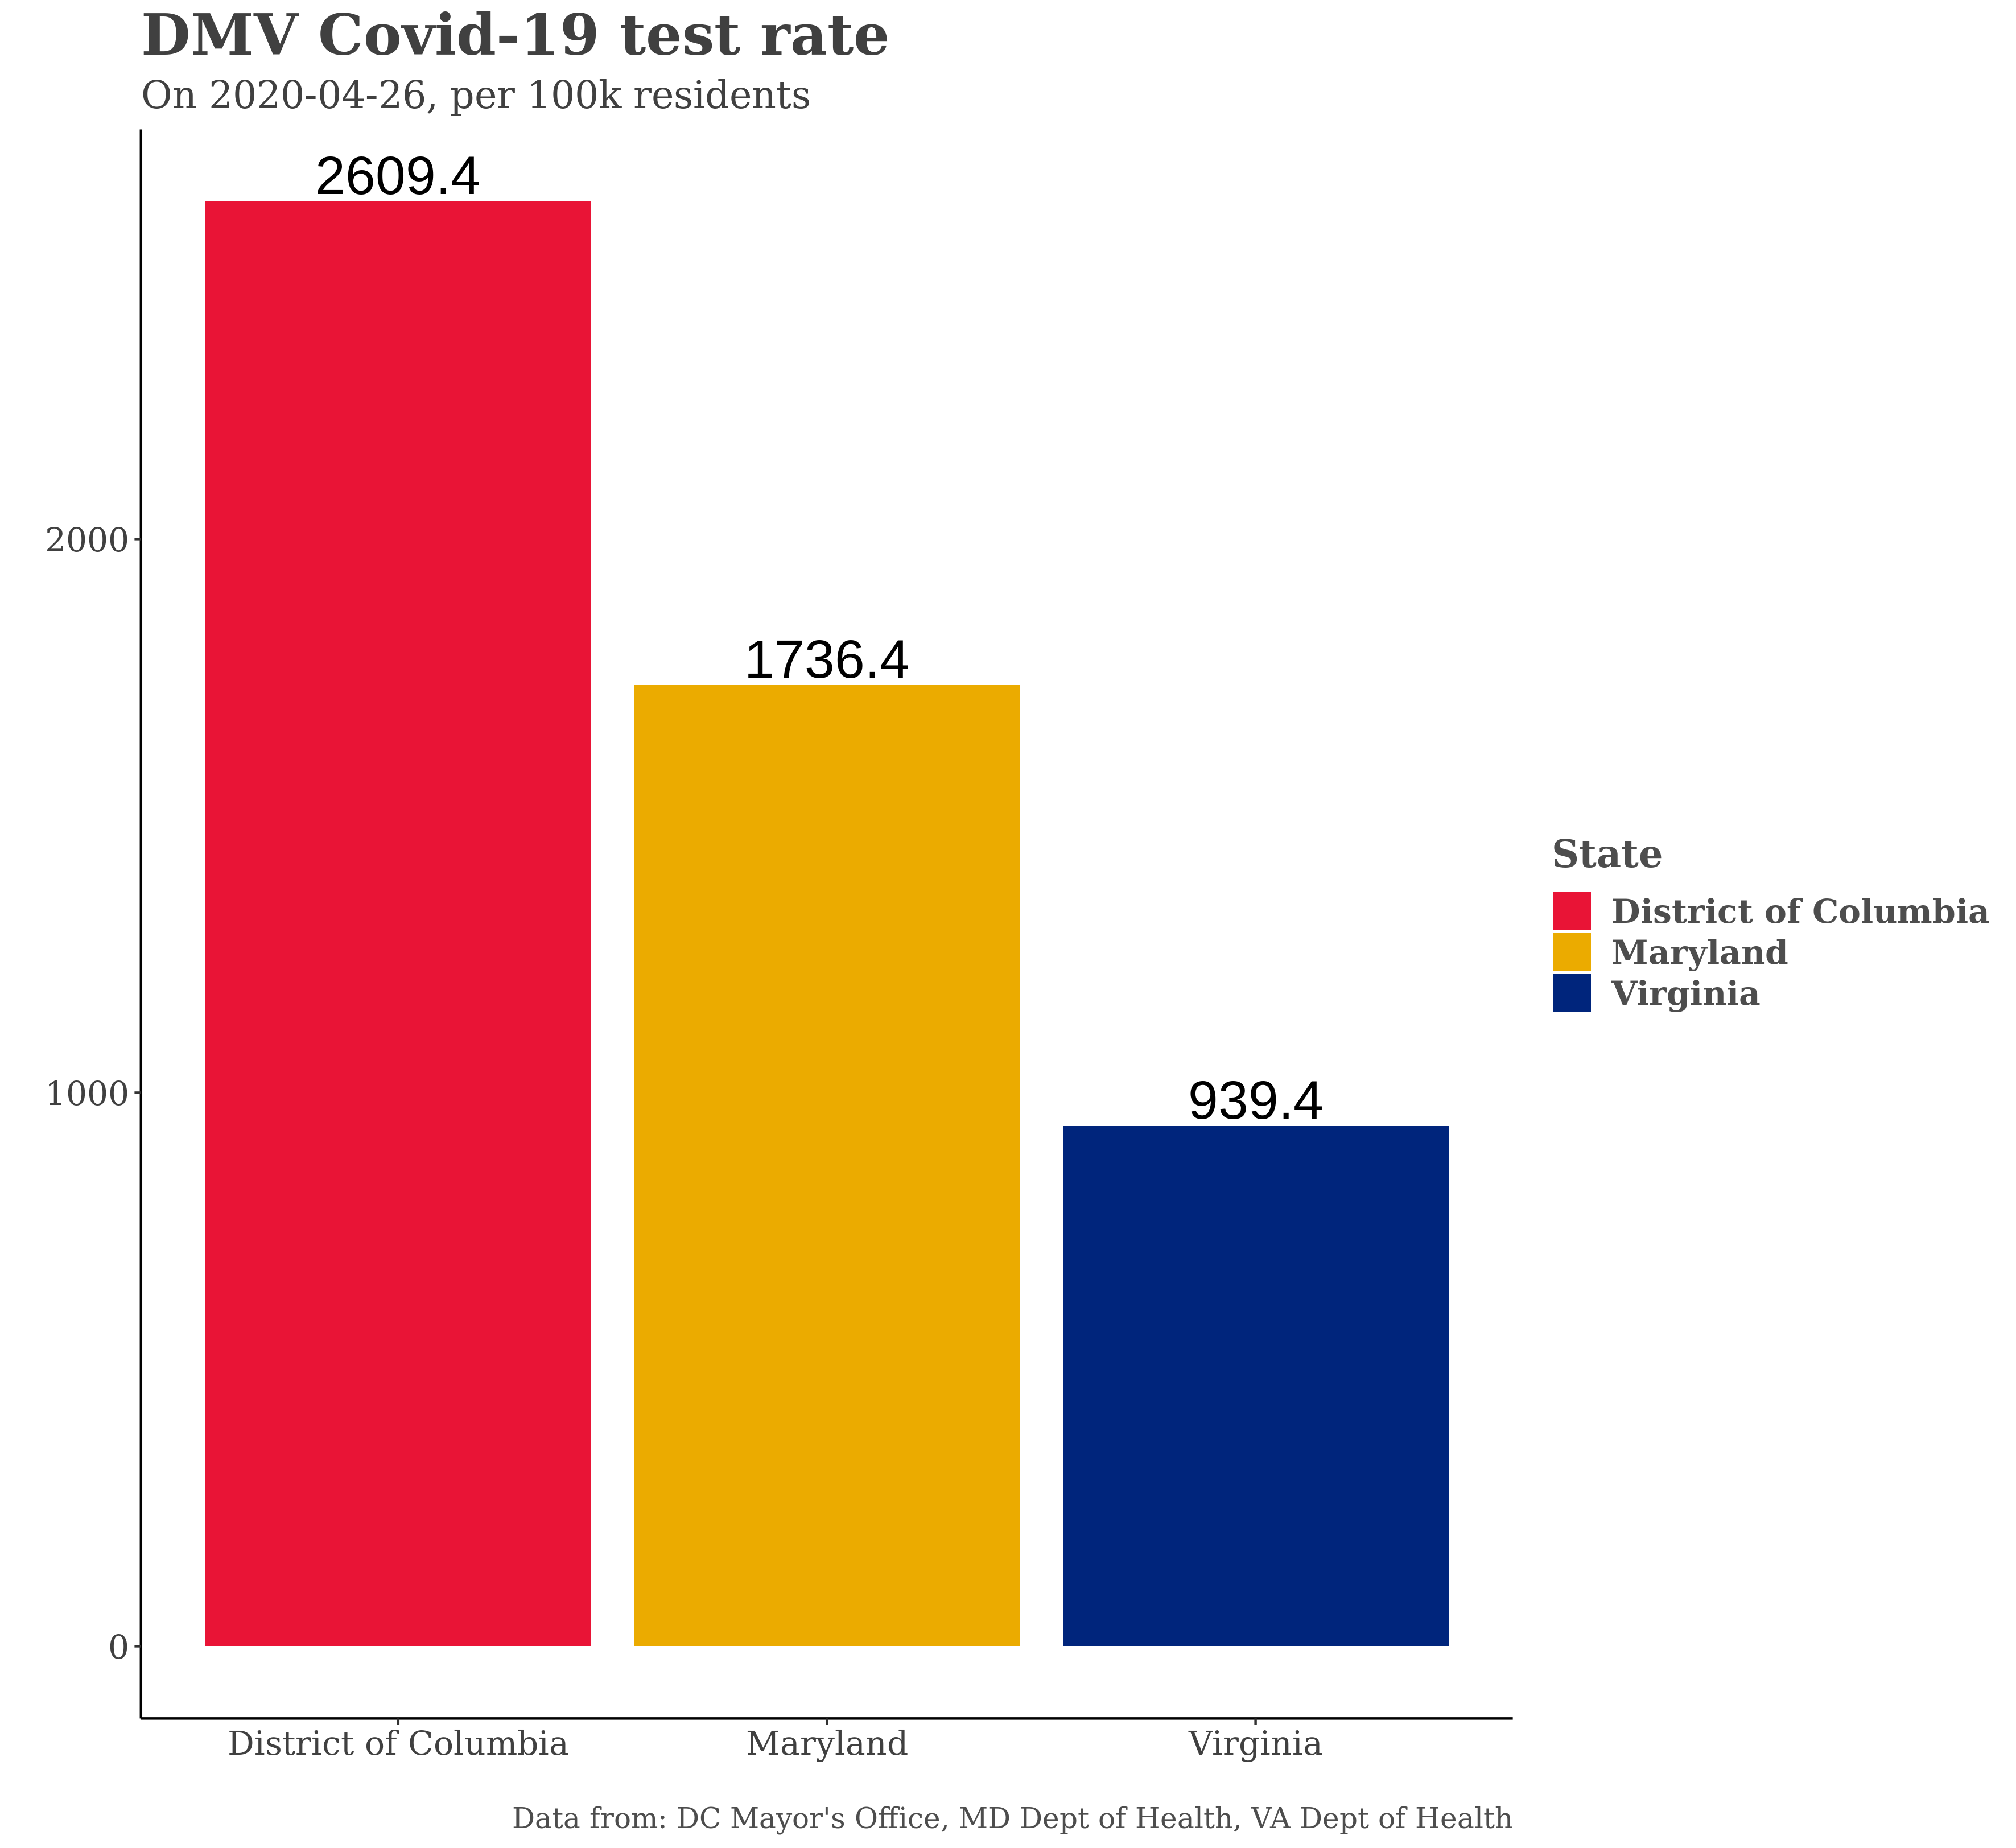 DMV Covid-19 test rate
On 2020-04-26, per 100k residents
2609.4
2000
1736.4
State
District of Columbia
Maryland
Virginia
1000
939.4
0
District of Columbia Maryland Virginia
Data from: DC Mayor's Office, MD Dept of Health, VA Dept of Health